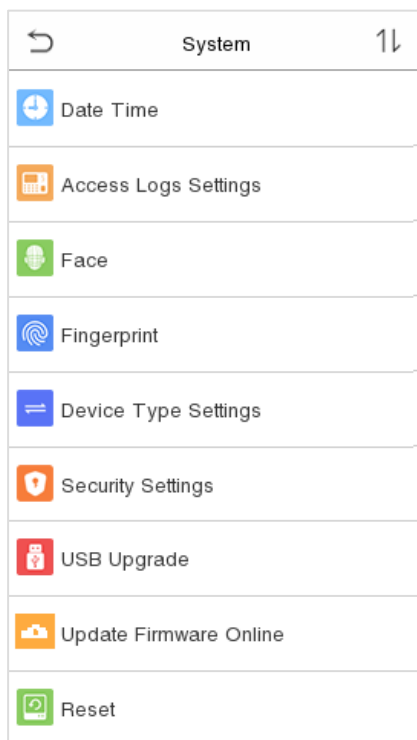 System
Date Time
Access Logs Settings
Face
Fingerprint
Device Type Settings
Security Settings
USB Upgrade
Update Firmware Online
Reset